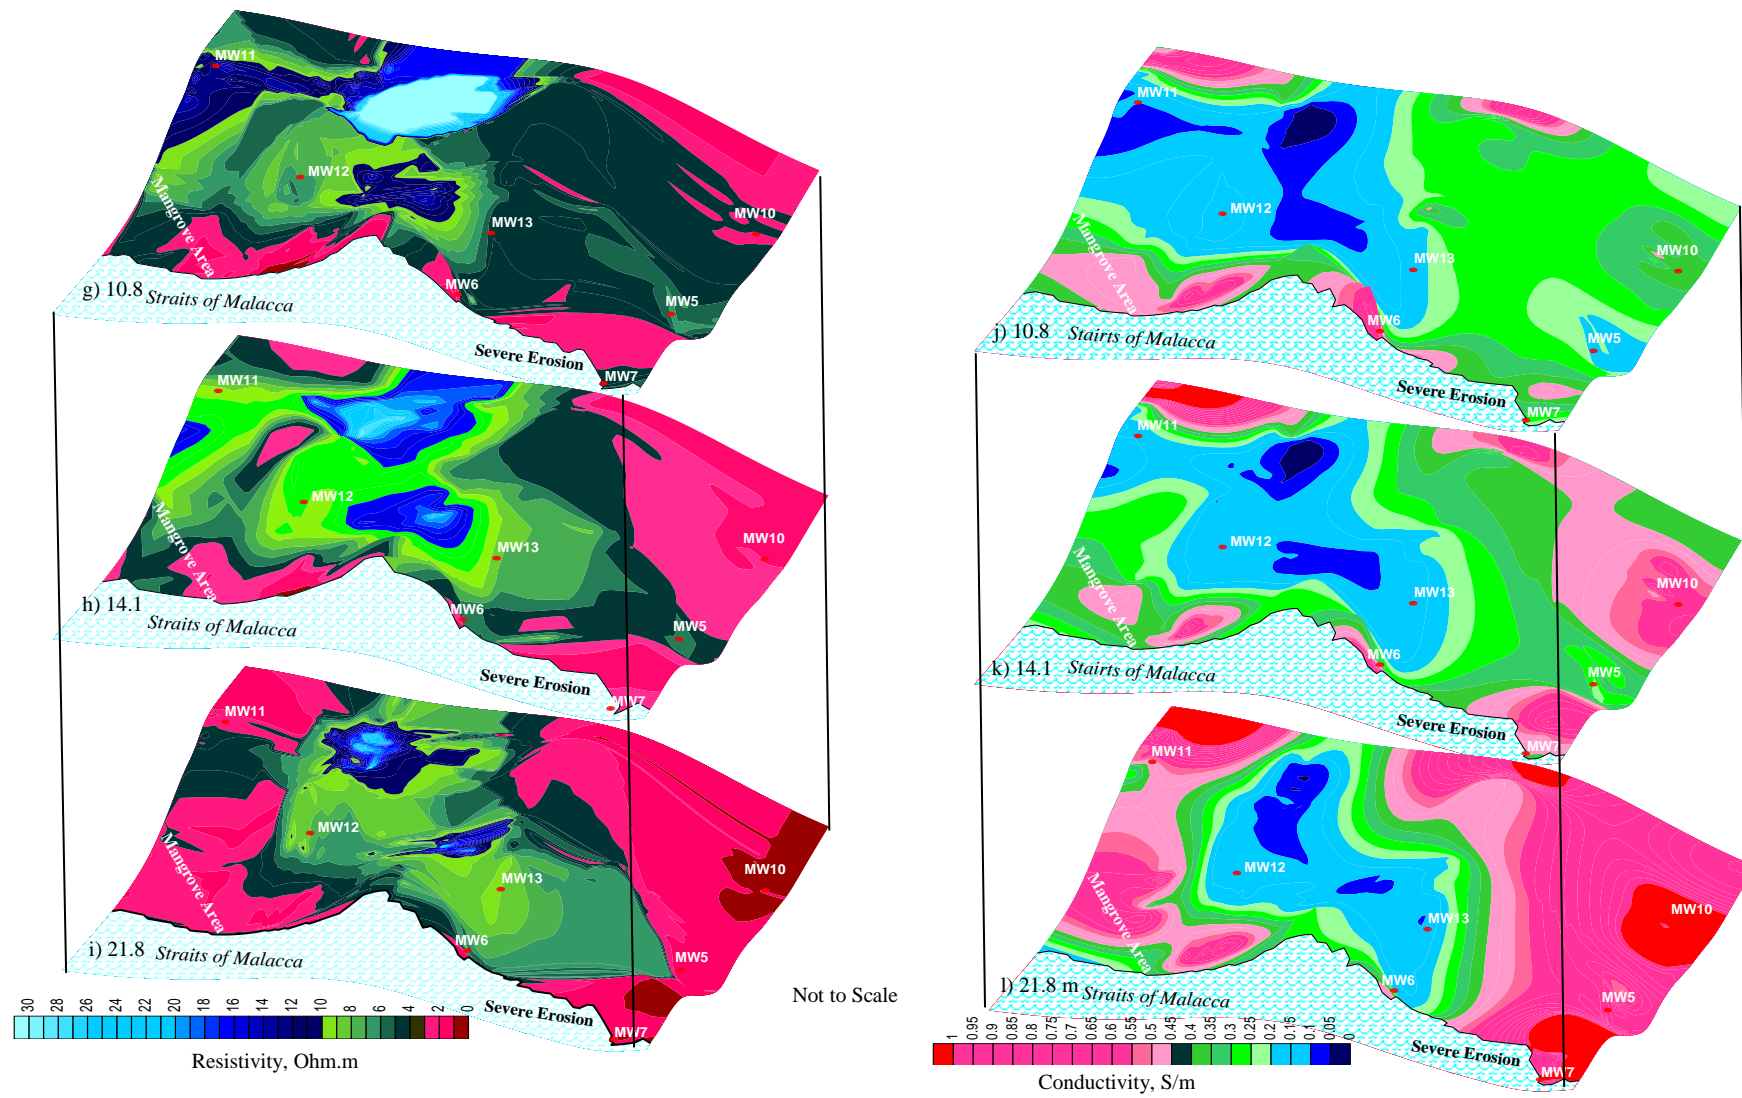 MW11
MW12
MW13
MW10
MW6
MW5
MW7
Mangrove Area
g) 10.8
Straits of Malacca
Severe Erosion
MW11
MW12
MW13
MW10
MW6
MW5
MW7
Mangrove Area
h) 14.1
Straits of Malacca
Severe Erosion
MW11
MW12
MW13
MW10
MW6
MW5
MW7
Mangrove Area
i) 21.8
Straits of Malacca
Severe Erosion
30 28 26 24 22 20 18 16 14 12 10 8 6 4 2 0
Resistivity, Ohm.m
Not to Scale
MW11
MW12
MW13
MW10
MW6
MW5
MW7
Mangrove Area
j) 10.8
Stairts of Malacca
Severe Erosion
MW11
MW12
MW13
MW10
MW6
MW5
MW7
Mangrove Area
k) 14.1
Stairts of Malacca
Severe Erosion
MW11
MW12
MW13
MW10
MW6
MW5
MW7
Mangrove Area
l) 21.8 m
Straits of Malacca
Severe Erosion
1 0.95 0.9 0.85 0.8 0.75 0.7 0.65 0.6 0.55 0.5 0.45 0.4 0.35 0.3 0.25 0.2 0.15 0.1 0.05 0
Conductivity, S/m